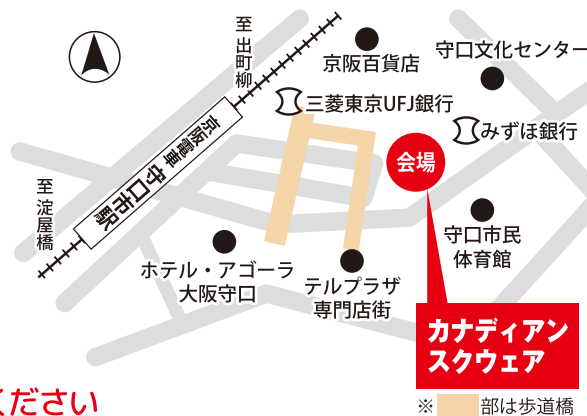 至
出
町
柳
京阪百貨店
守口文化センター
三菱東京UFJ銀行
みずほ銀行
京阪電車
守口市駅
会場
至
淀
屋
橋
守口市民
体育館
ホテル・アゴーラ
大阪守口
テルプラザ
専門店街
カナディアン
スクウェア
ください
※ 部は歩道橋